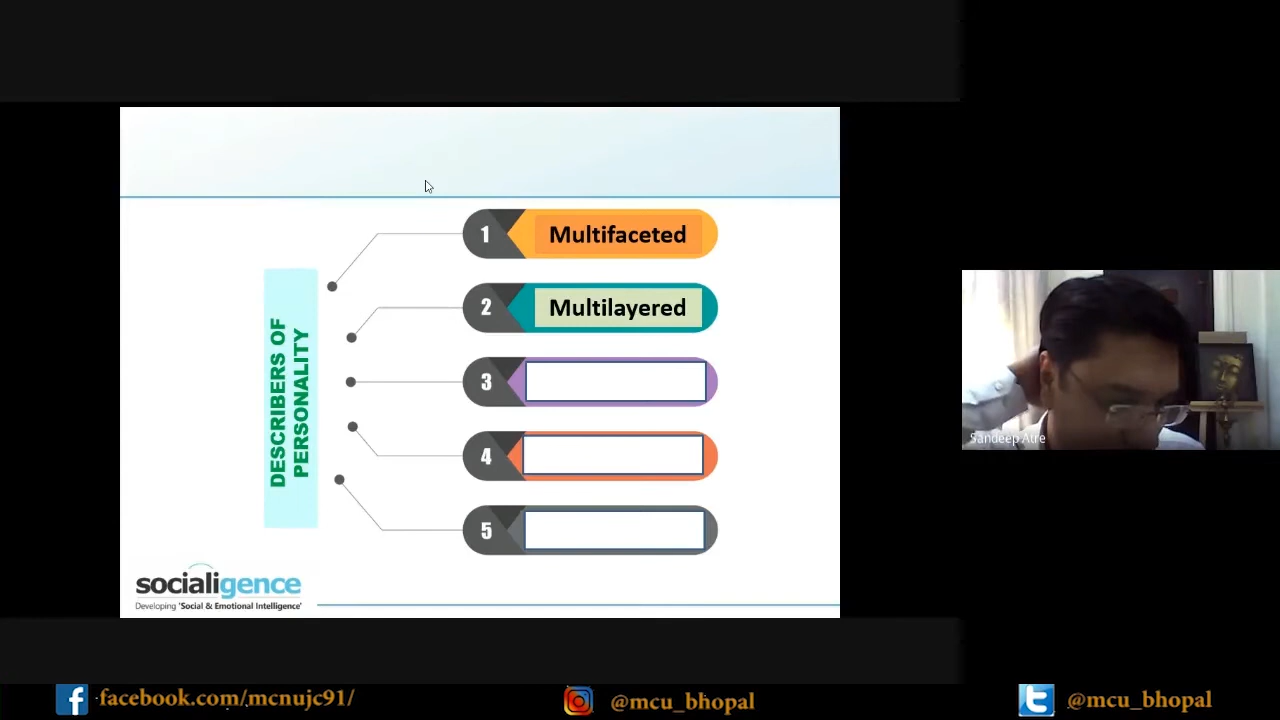 1 Multifaceted
2 Multilayered
3
4
5
DESCRIBERS OF
PERSONALITY
socialigence
Developing 'Social & Emotional Intelligence'
Sandeep Atre
facebook.com/mcnujc91/
@mcu_bhopal
@mcu_bhopal